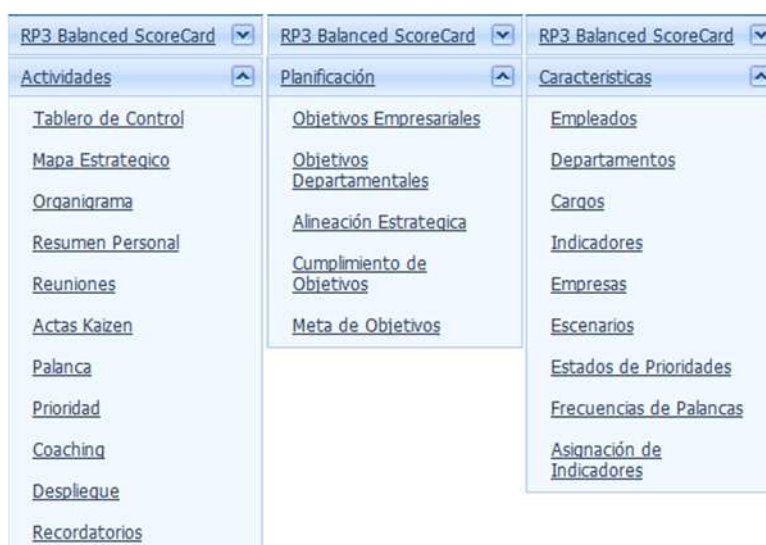 RP3 Balanced ScoreCard
Actividades
Tablero de Control
Mapa Estrategico
Organigrama
Resumen Personal
Reuniones
Actas Kaizen
Palanca
Prioridad
Coaching
Despliegue
Recordatorios
RP3 Balanced ScoreCard
Planificación
Objetivos Empresariales
Objetivos
Departamentales
Alineación Estrategica
Cumplimiento de
Objetivos
Meta de Objetivos
RP3 Balanced ScoreCard
Caracteristicas
Empleados
Departamentos
Cargos
Indicadores
Empresas
Escenarios
Estados de Prioridades
Frecuencias de Palancas
Asignación de
Indicadores